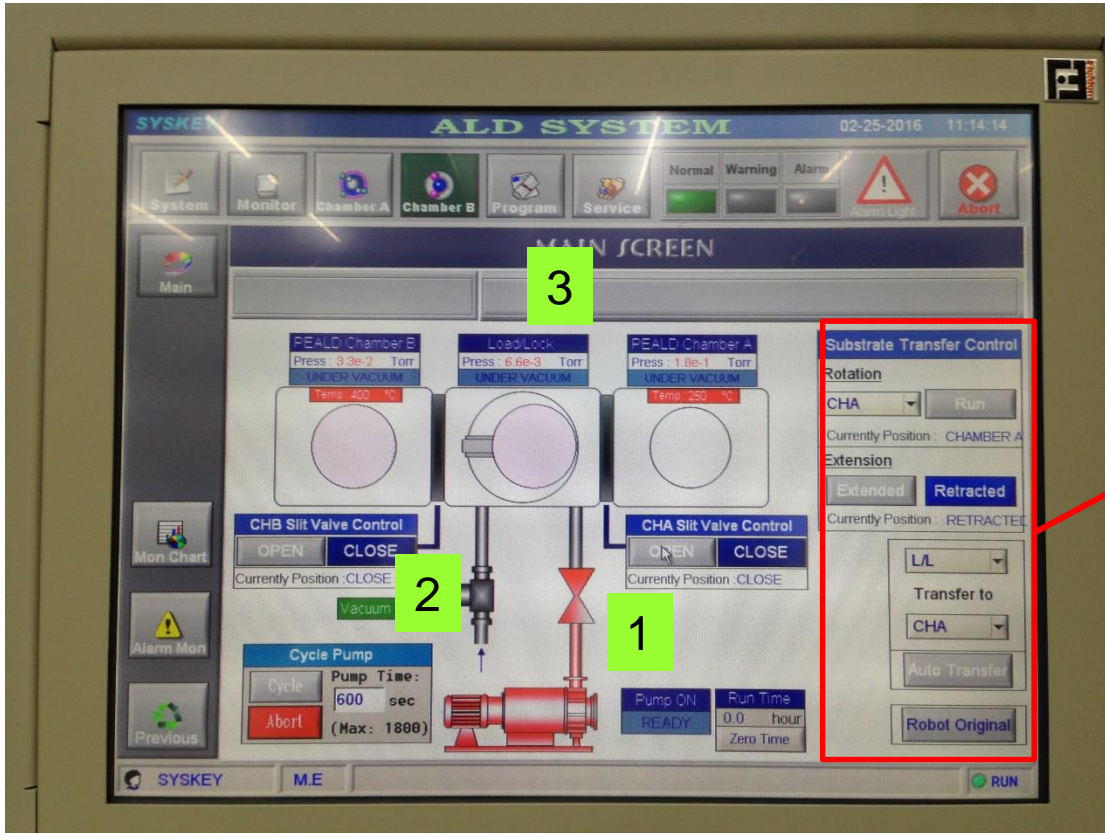 SYSKEY
ALD SYSTEM
02-25-2016 11:14:14
System
Monitor
Chamber A
Chamber B
Program
Service
Normal Warning Alarm
Alarm Light
Abort
Main
MAIN SCREEN
3
PEALD Chamber B
Press : 3.3e-2 Torr
UNDER VACUUM
Temp : 400 °C
Load/Lock
Press : 6.6e-3 Torr
UNDER VACUUM
PEALD Chamber A
Press : 1.8e-1 Torr
UNDER VACUUM
Temp : 250 °C
Substrate Transfer Control
Rotation
CHA Run
Currently Position : CHAMBER A
Extension
Extended Retracted
Currently Position : RETRACTED
L/L
Transfer to
CHA
Auto Transfer
Robot Original
CHB Slit Valve Control
OPEN CLOSE
Currently Position :CLOSE
CHA Slit Valve Control
OPEN CLOSE
Currently Position :CLOSE
2
Vacuum
1
Mon Chart
Alarm Mon
Previous
Cycle Pump
Cycle
Abort
Pump Time:
600 sec
(Max: 1800)
Pump ON
READY
Run Time
0.0 hour
Zero Time
SYSKEY
M.E
RUN